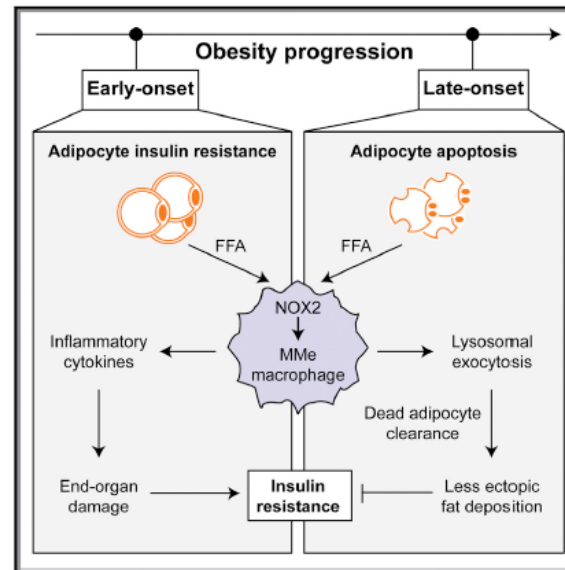 Obesity progression
Early-onset
Late-onset
Adipocyte insulin resistance
Adipocyte apoptosis
FFA
FFA
NOX2
MMe
macrophage
Inflammatory
cytokines
Lysosomal
exocytosis
Dead adipocyte
clearance
End-organ
damage
Insulin
resistance
Less ectopic
fat deposition